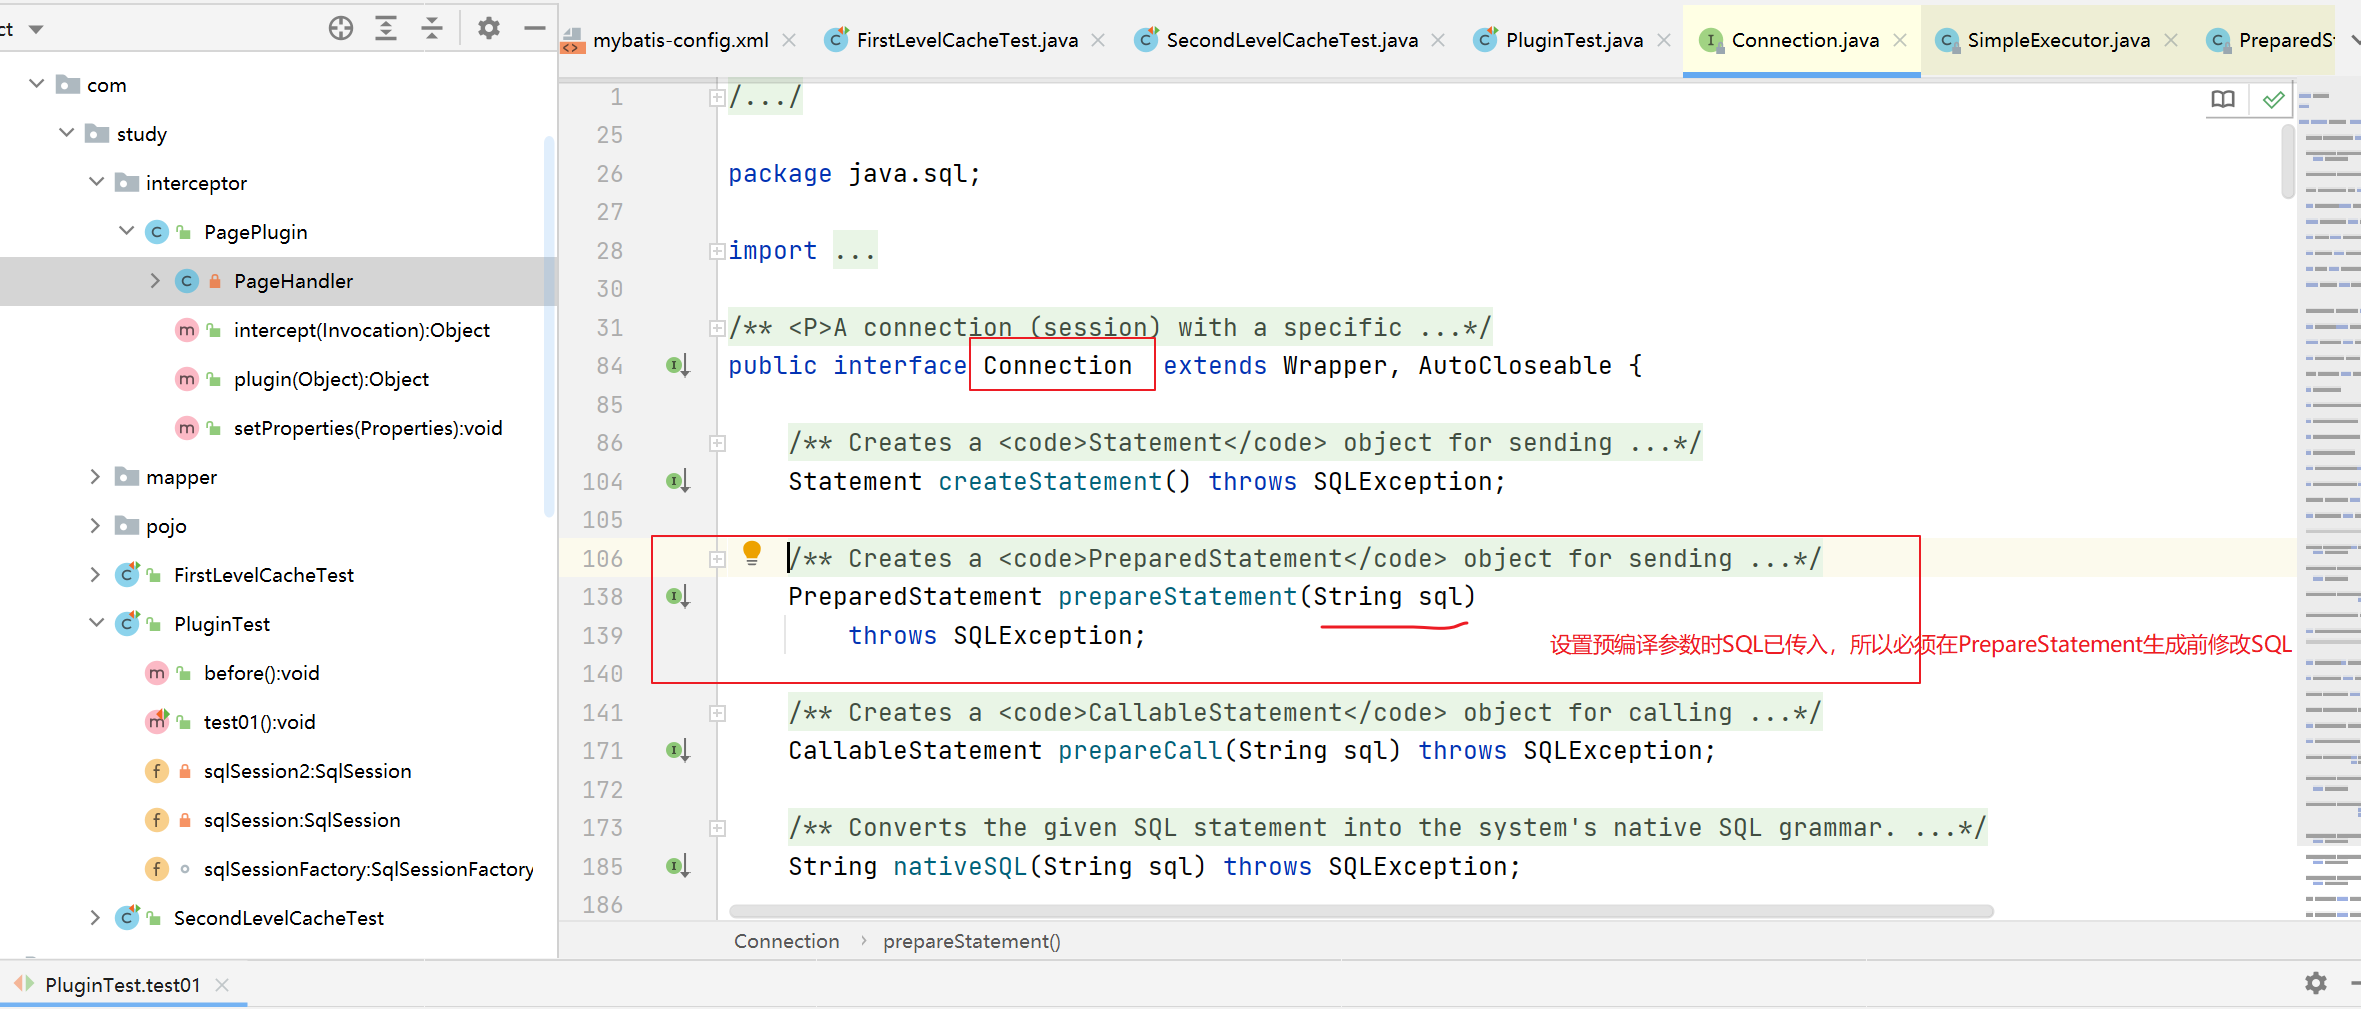 ct
com
study
interceptor
PagePlugin
PageHandler
intercept(Invocation):Object
plugin(Object):Object
setProperties(Properties):void
mapper
pojo
FirstLevelCacheTest
PluginTest
before():void
test01():void
sqlSession2:SqlSession
sqlSession:SqlSession
sqlSessionFactory:SqlSessionFactory
SecondLevelCacheTest
mybatis-config.xml
FirstLevelCacheTest.java
SecondLevelCacheTest.java
PluginTest.java
Connection.java
SimpleExecutor.java
PreparedS
1 /.../
25
26 package java.sql;
27
28 import ...
30
31 /** <P>A connection (session) with a specific ...*/
84 public interface Connection extends Wrapper, AutoCloseable {
85
86 /** Creates a <code>Statement</code> object for sending ...*/
104 Statement createStatement() throws SQLException;
105
106 /** Creates a <code>PreparedStatement</code> object for sending ...*/
138 PreparedStatement prepareStatement(String sql)
139 throws SQLException;
设置预编译参数时SQL已传入，所以必须在PrepareStatement生成前修改SQL
140
141 /** Creates a <code>CallableStatement</code> object for calling ...*/
171 CallableStatement prepareCall(String sql) throws SQLException;
172
173 /** Converts the given SQL statement into the system's native SQL grammar. ...*/
185 String nativeSQL(String sql) throws SQLException;
186
Connection > prepareStatement()
PluginTest.test01